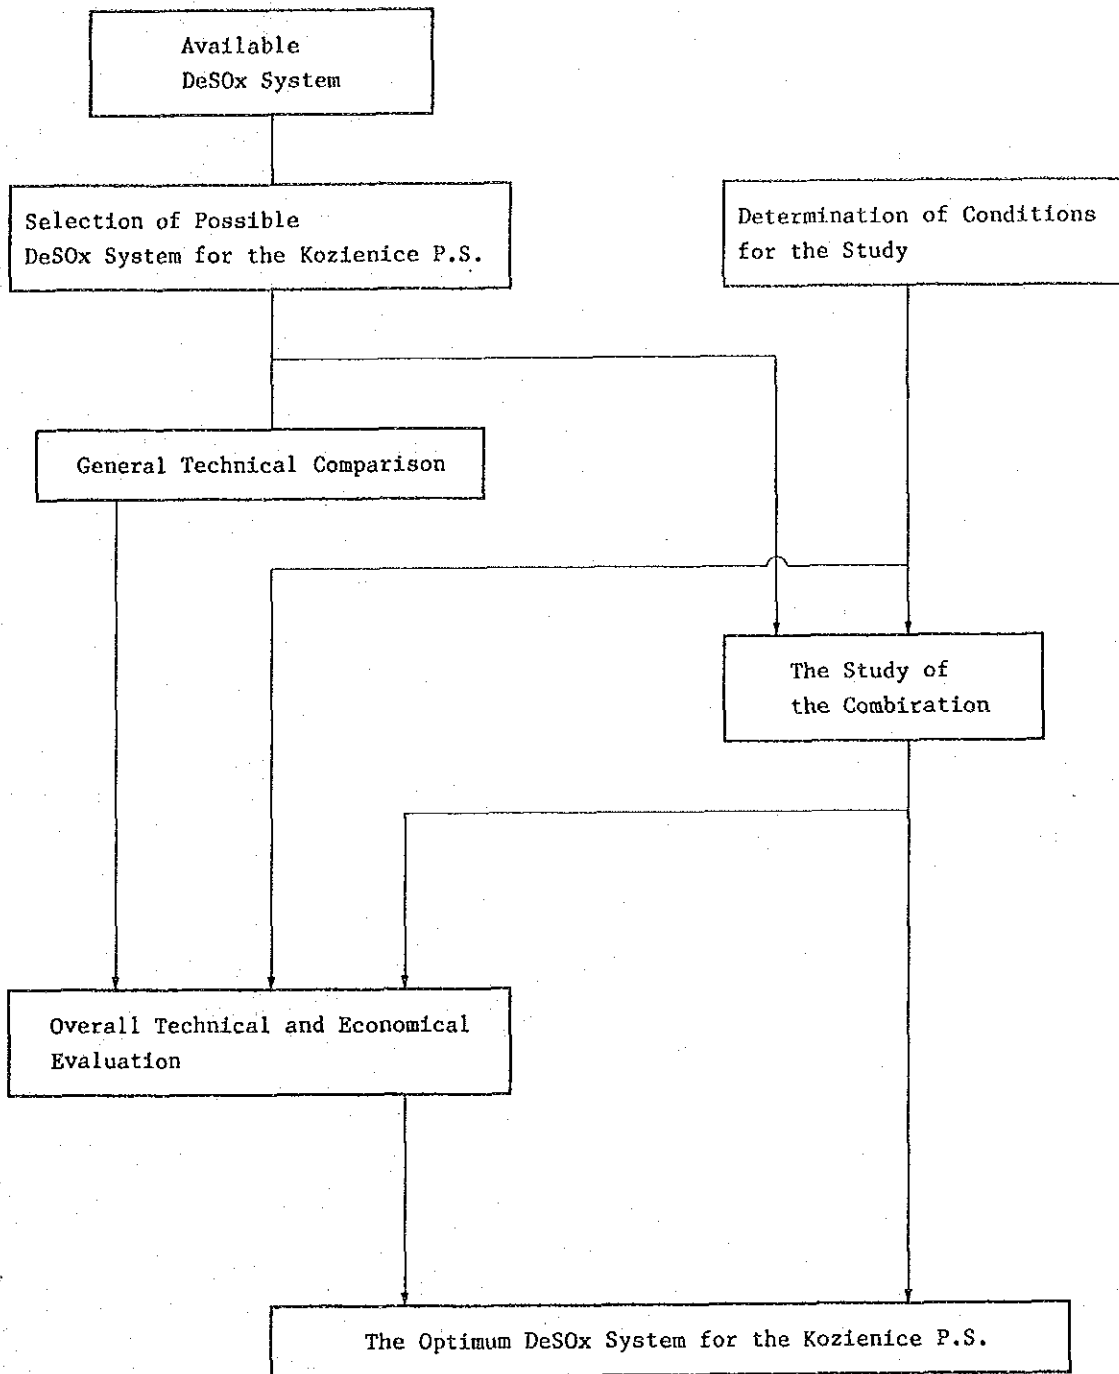 Available
DeSOx System
Selection of Possible
DeSOx System for the Kozienice P.S.
Determination of Conditions
for the Study
General Technical Comparison
The Study of
the Combiration
Overall Technical and Economical
Evaluation
The Optimum DeSOx System for the Kozienice P.S.